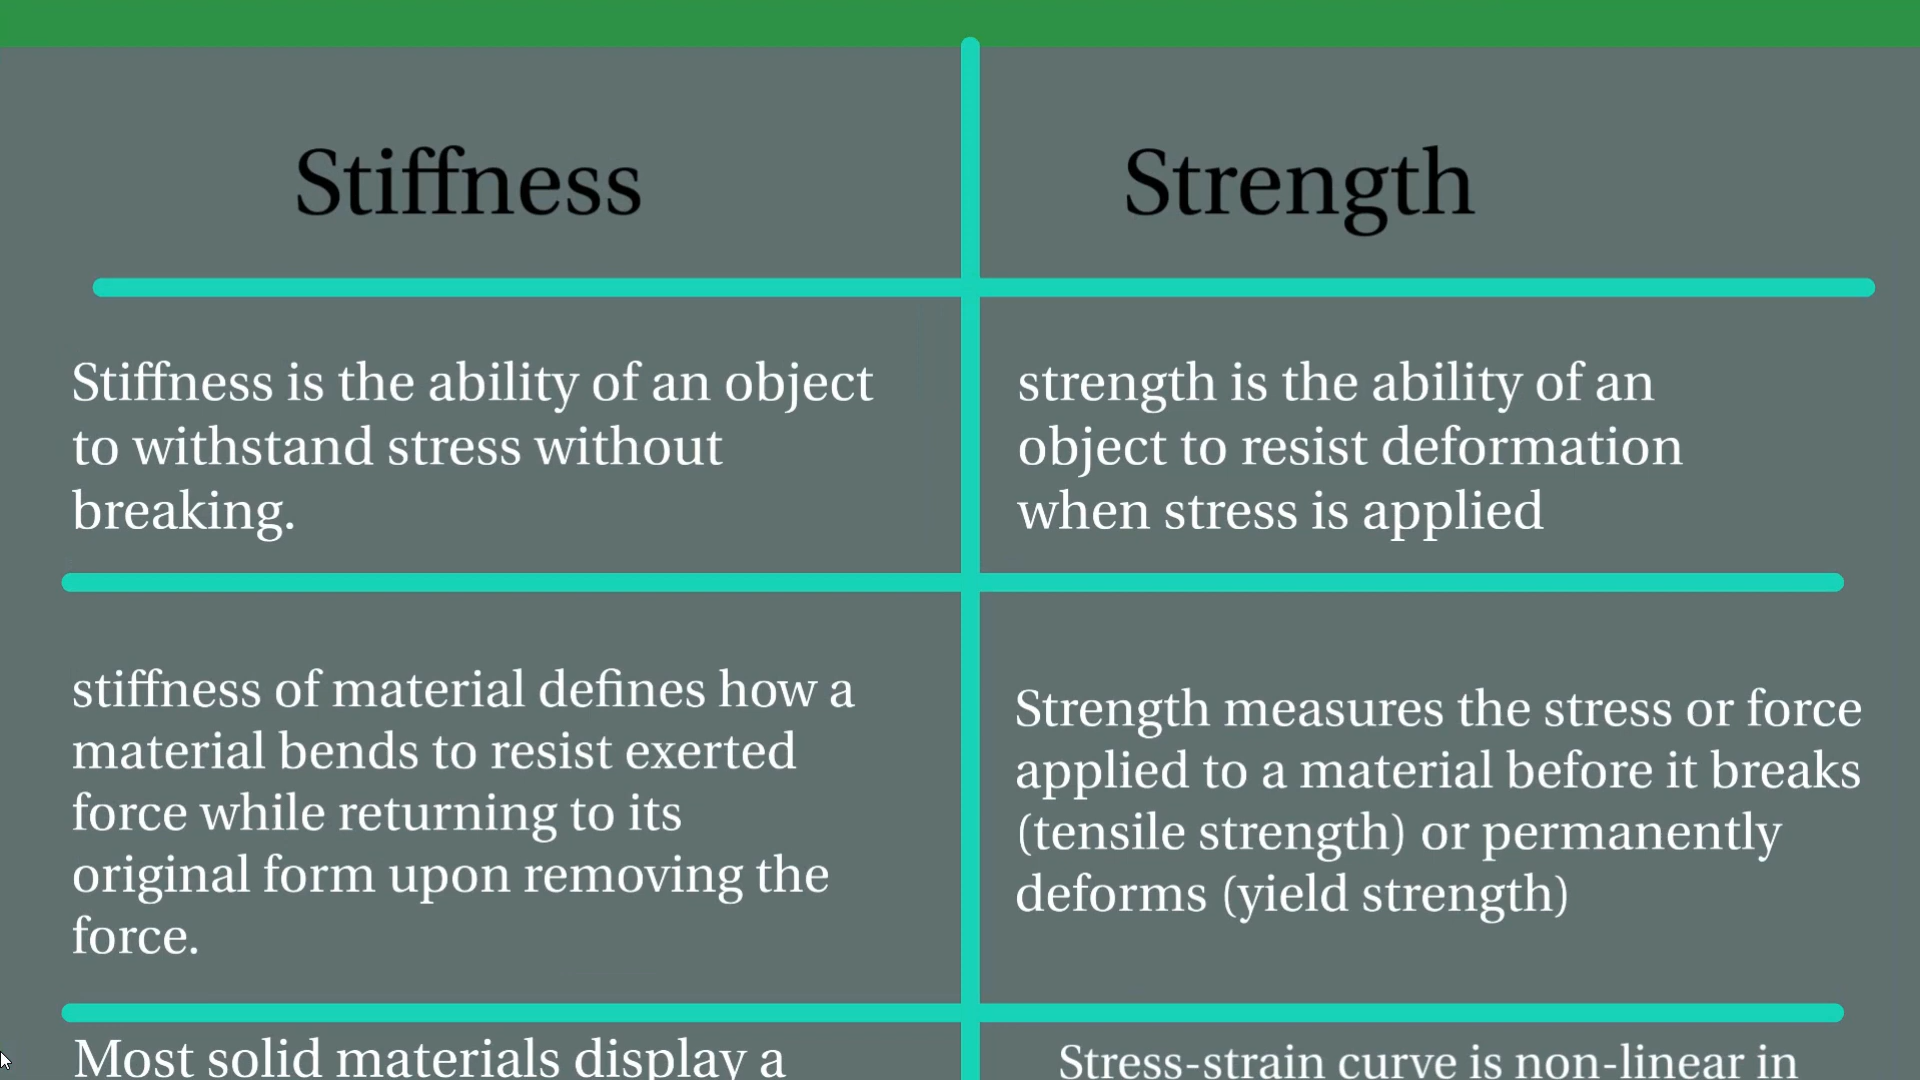 Stiffness
Strength
Stiffness is the ability of an object
to withstand stress without
breaking.
strength is the ability of an
object to resist deformation
when stress is applied
stiffness of material defines how a
material bends to resist exerted
force while returning to its
original form upon removing the
force.
Strength measures the stress or force
applied to a material before it breaks
(tensile strength) or permanently
deforms (yield strength)
Most solid materials display a
Stress-strain curve is non-linear in